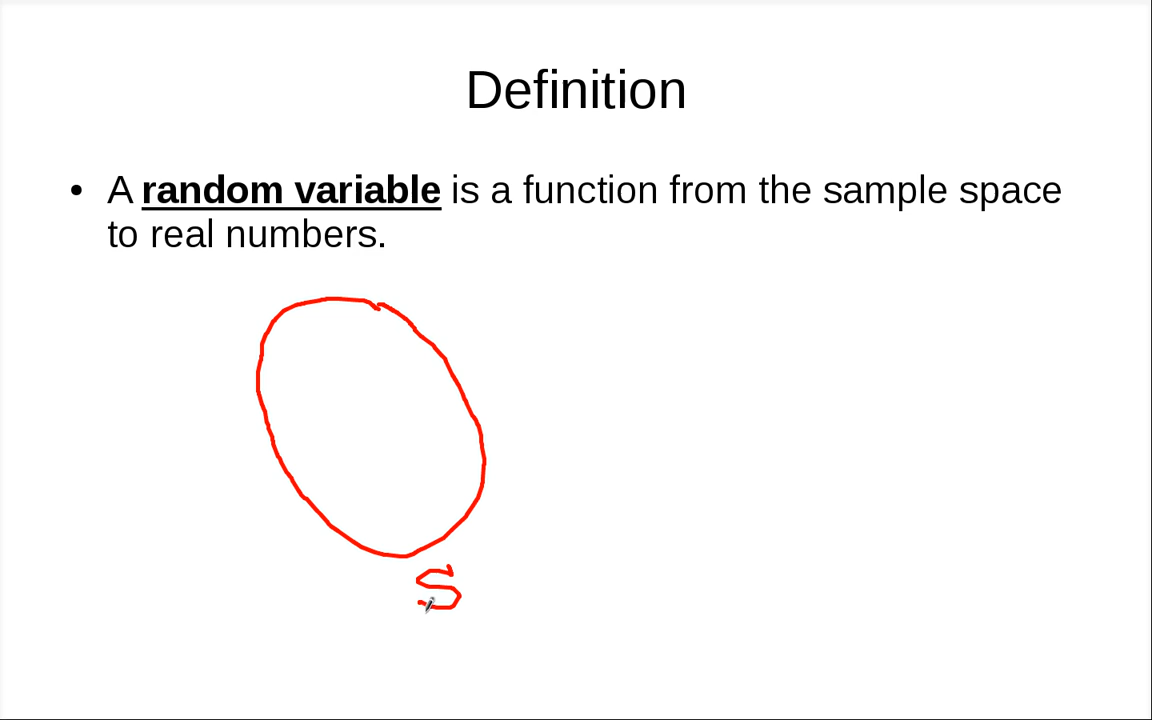 Definition
• A random variable is a function from the sample space
to real numbers.
S